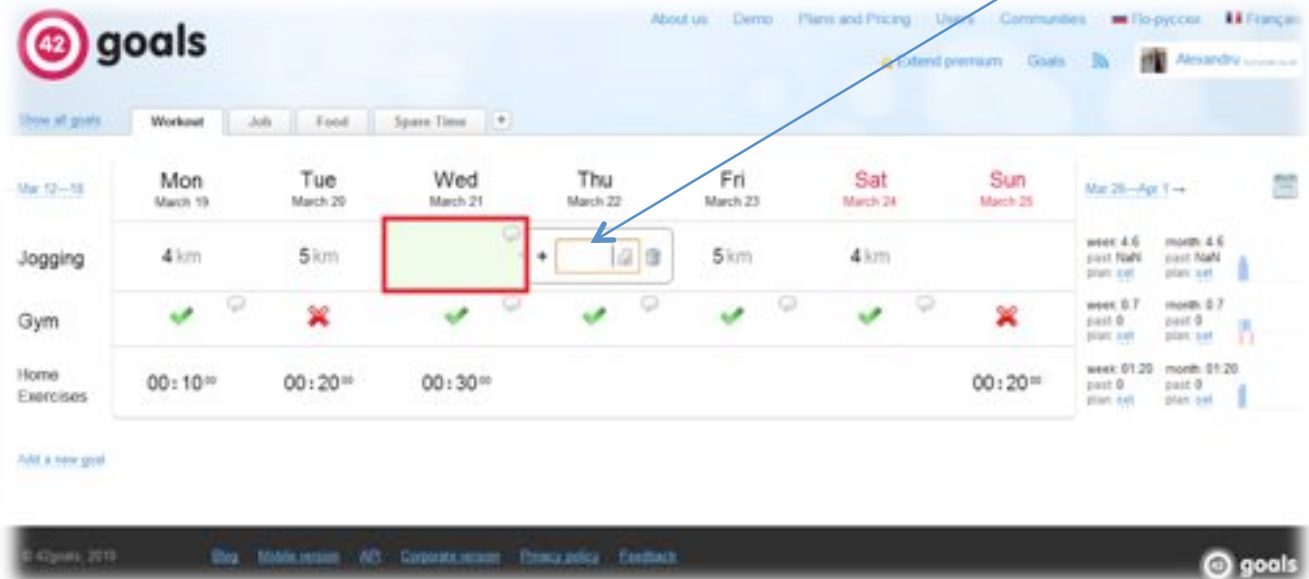 About us Demo Plans and Pricing Users Communities По-русски Françai
42 goals
Extend premium Goals Alexandru
Show all goals Workout Job Food Spare Time +
Mar 12—18 Mon Tue Wed Thu Fri Sat Sun Mar 26—Apr 1→
March 19 March 20 March 21 March 22 March 23 March 24 March 25
Jogging 4 km 5 km + 5 km 4 km
week: 4.6 month: 4.6
past: NaN past: NaN
plan: set plan: set
Gym
week: 0.7 month: 0.7
past: 0 past: 0
plan: set plan: set
Home
Exercises 00:10⁰⁰ 00:20⁰⁰ 00:30⁰⁰ 00:20⁰⁰
week: 01:20 month: 01:20
past: 0 past: 0
plan: set plan: set
Add a new goal
© 42goals, 2010 Blog Mobile version API Corporate version Privacy policy Feedback
goals